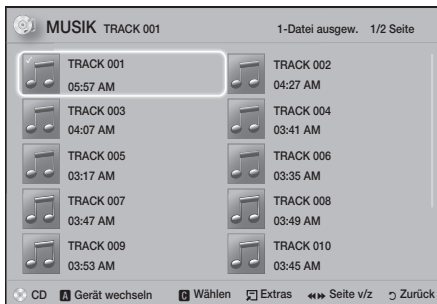 MUSIK TRACK 001 1-Datei ausgew. 1/2 Seite
TRACK 001 TRACK 002
05:57 AM 04:27 AM
TRACK 003 TRACK 004
04:07 AM 03:41 AM
TRACK 005 TRACK 006
03:17 AM 03:35 AM
TRACK 007 TRACK 008
03:47 AM 03:49 AM
TRACK 009 TRACK 010
03:53 AM 03:45 AM
CD A Gerät wechseln C Wählen Extras Seite v/z Zurück